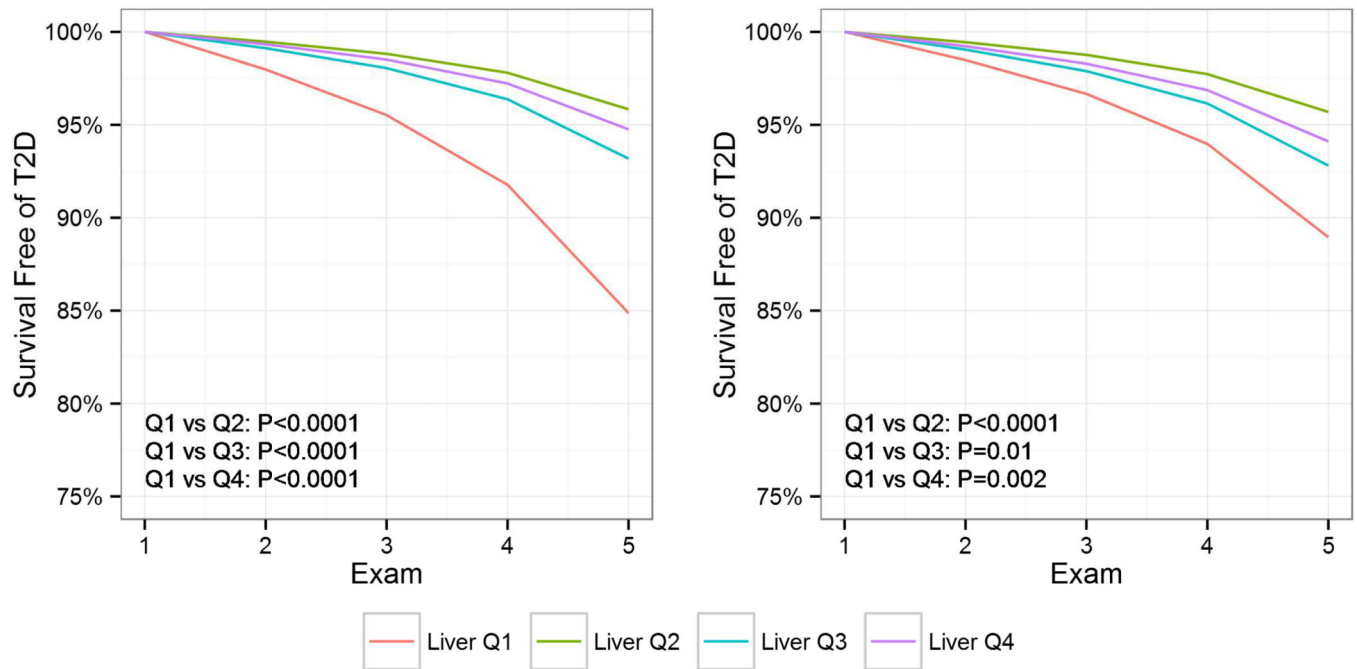 Survival Free of T2D
100%
95%
90%
85%
80%
75%
Q1 vs Q2: P<0.0001
Q1 vs Q3: P<0.0001
Q1 vs Q4: P<0.0001
1 2 3 4 5
Exam
Survival Free of T2D
100%
95%
90%
85%
80%
75%
Q1 vs Q2: P<0.0001
Q1 vs Q3: P=0.01
Q1 vs Q4: P=0.002
1 2 3 4 5
Exam
Liver Q1 Liver Q2 Liver Q3 Liver Q4